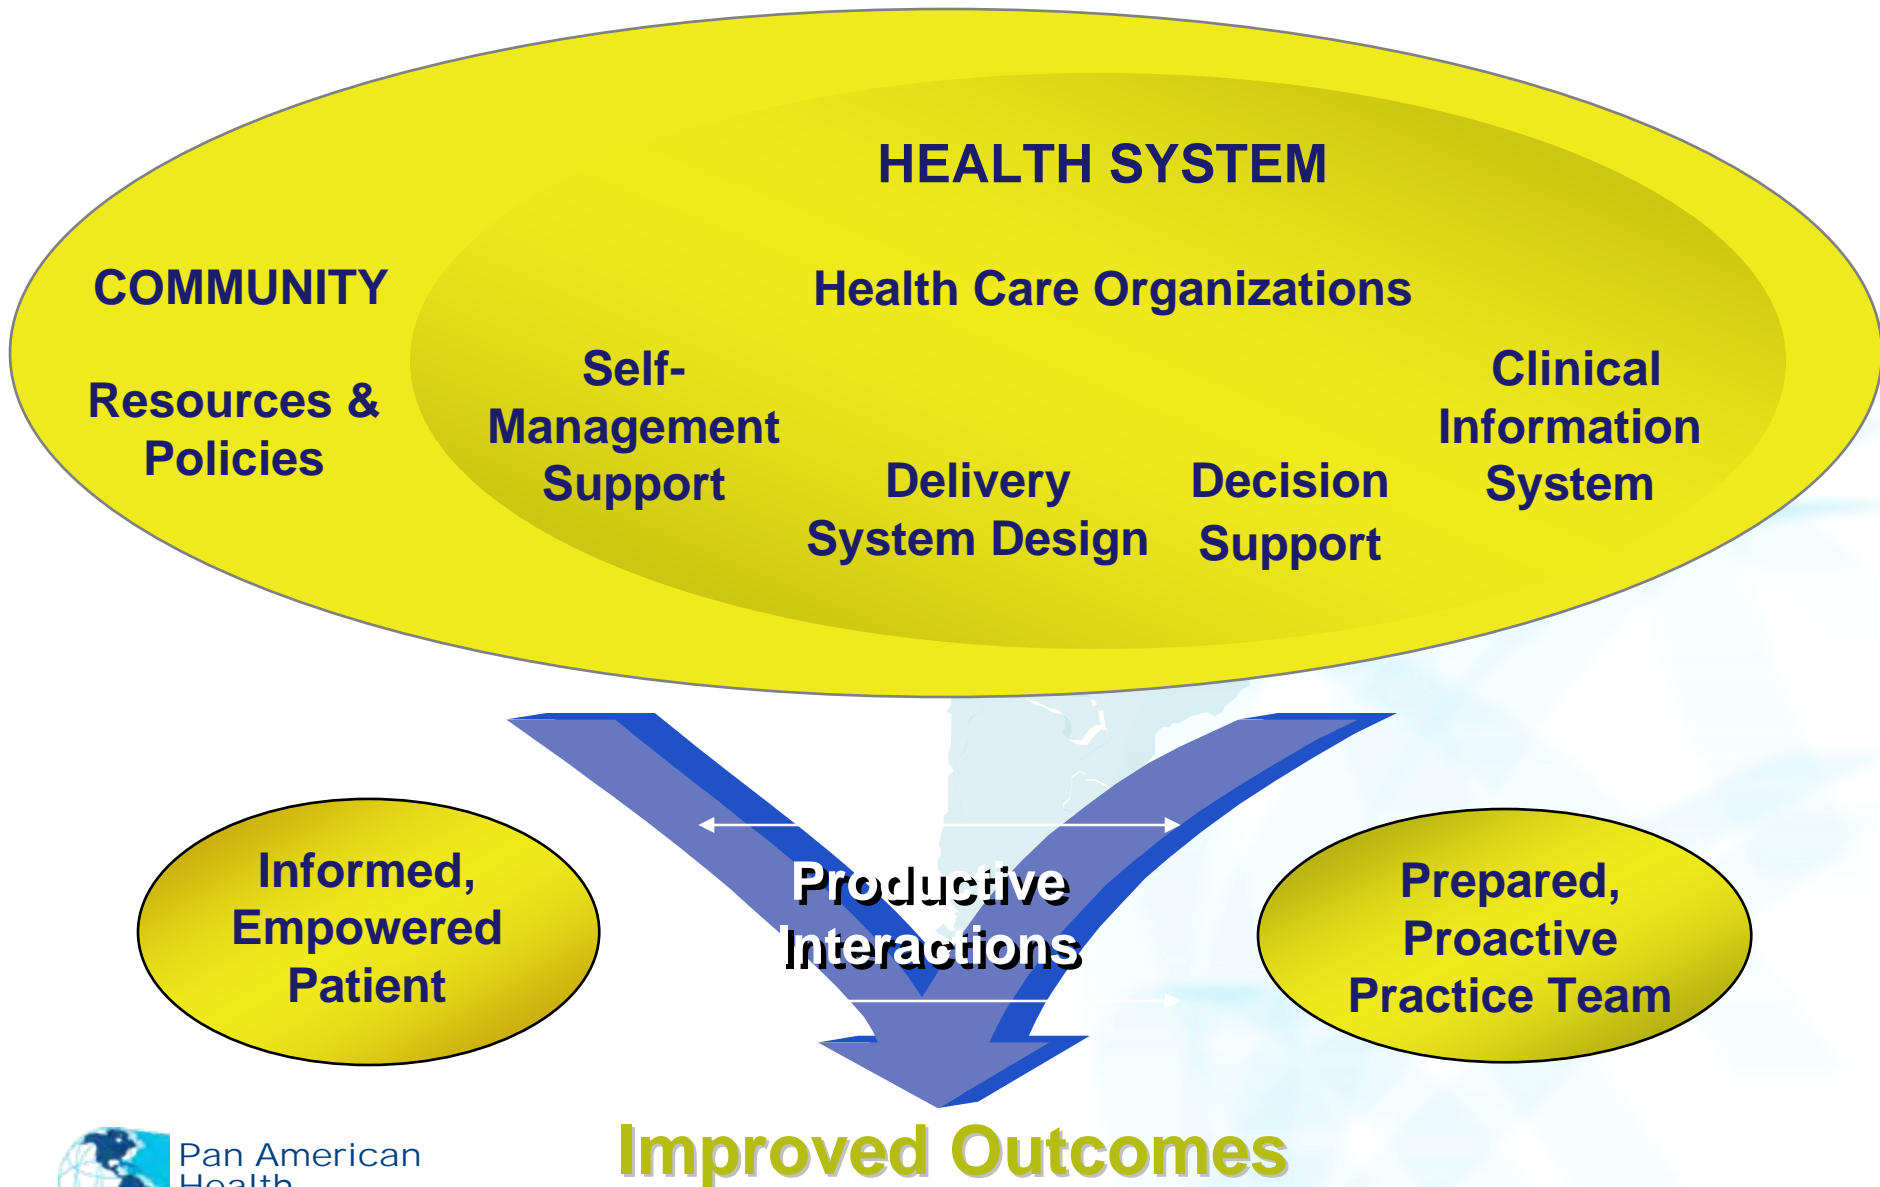 HEALTH SYSTEM
COMMUNITY
Resources &
Policies
Health Care Organizations
Self-
Management
Support
Delivery
System Design
Decision
Support
Clinical
Information
System
Informed,
Empowered
Patient
Productive
Interactions
Prepared,
Proactive
Practice Team
Improved Outcomes
Pan American
Health